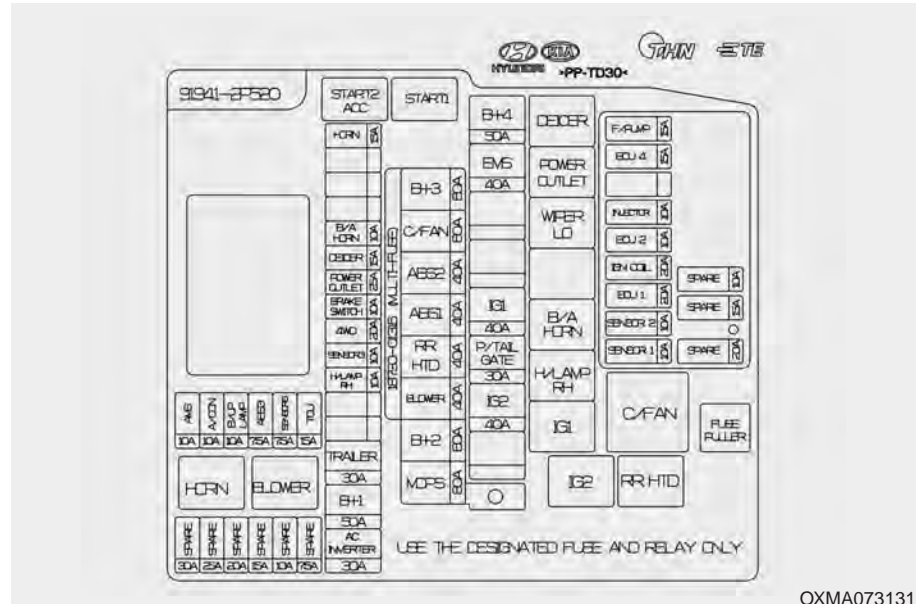 HYUNDAI KIA THN ETE
>PP-TD30<
91941-2P520
START2 ACC
START1
HORN 15A
B/A HORN 10A
DEICER 15A
POWER OUTLET 25A
BRAKE SWITCH 10A
4WD 20A
SENSOR3 10A
H/LAMP RH 10A
TRAILER
30A
B+1
50A
AC INVERTER
30A
18790-01316 (MULTI-FUSE)
B+3 60A
C/FAN 60A
ABS2 40A
ABS1 40A
RR HTD 40A
BLOWER 40A
B+2 60A
MDPS 80A
B+4
50A
EMS
40A
IG1
40A
P/TAIL GATE
30A
IG2
40A
DEICER
POWER OUTLET
WIPER LO
B/A HORN
H/LAMP RH
IG1
IG2
RR HTD
F/PUMP 15A
ECU 4 15A
INJECTOR 10A
ECU 2 10A
IGN COIL 20A
ECU 1 20A
SENSOR 2 10A
SENSOR 1 10A
SPARE 10A
SPARE 15A
SPARE 20A
C/FAN
FUSE PULLER
AMS 10A
A/CON 10A
B/UP LAMP 10A
ABS3 7.5A
SENSOR5 7.5A
TCU 15A
HORN
BLOWER
SPARE 30A
SPARE 25A
SPARE 20A
SPARE 15A
SPARE 10A
SPARE 7.5A
USE THE DESIGNATED FUSE AND RELAY ONLY
OXMA073131